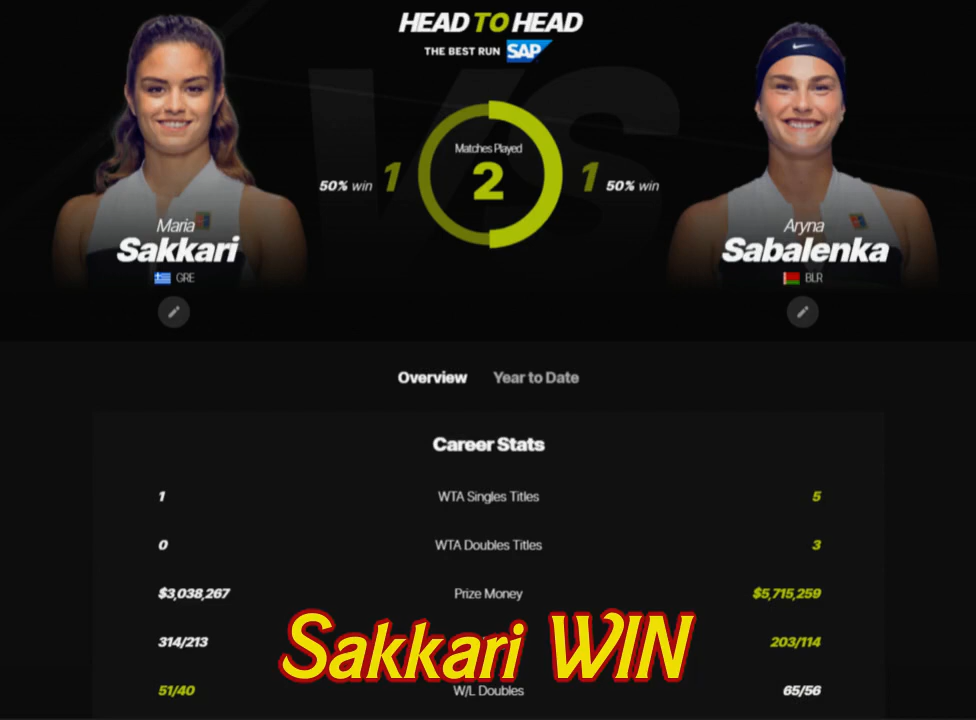 HEAD TO HEAD
THE BEST RUN SAP
VS
Matches Played
50% win 1 2 1 50% win
Maria
Sakkari
GRE
Aryna
Sabalenka
BLR
Overview Year to Date
Career Stats
1 WTA Singles Titles 5
0 WTA Doubles Titles 3
$3,038,267 Prize Money $5,715,259
314/213 203/114
Sakkari WIN
51/40 W/L Doubles 65/56